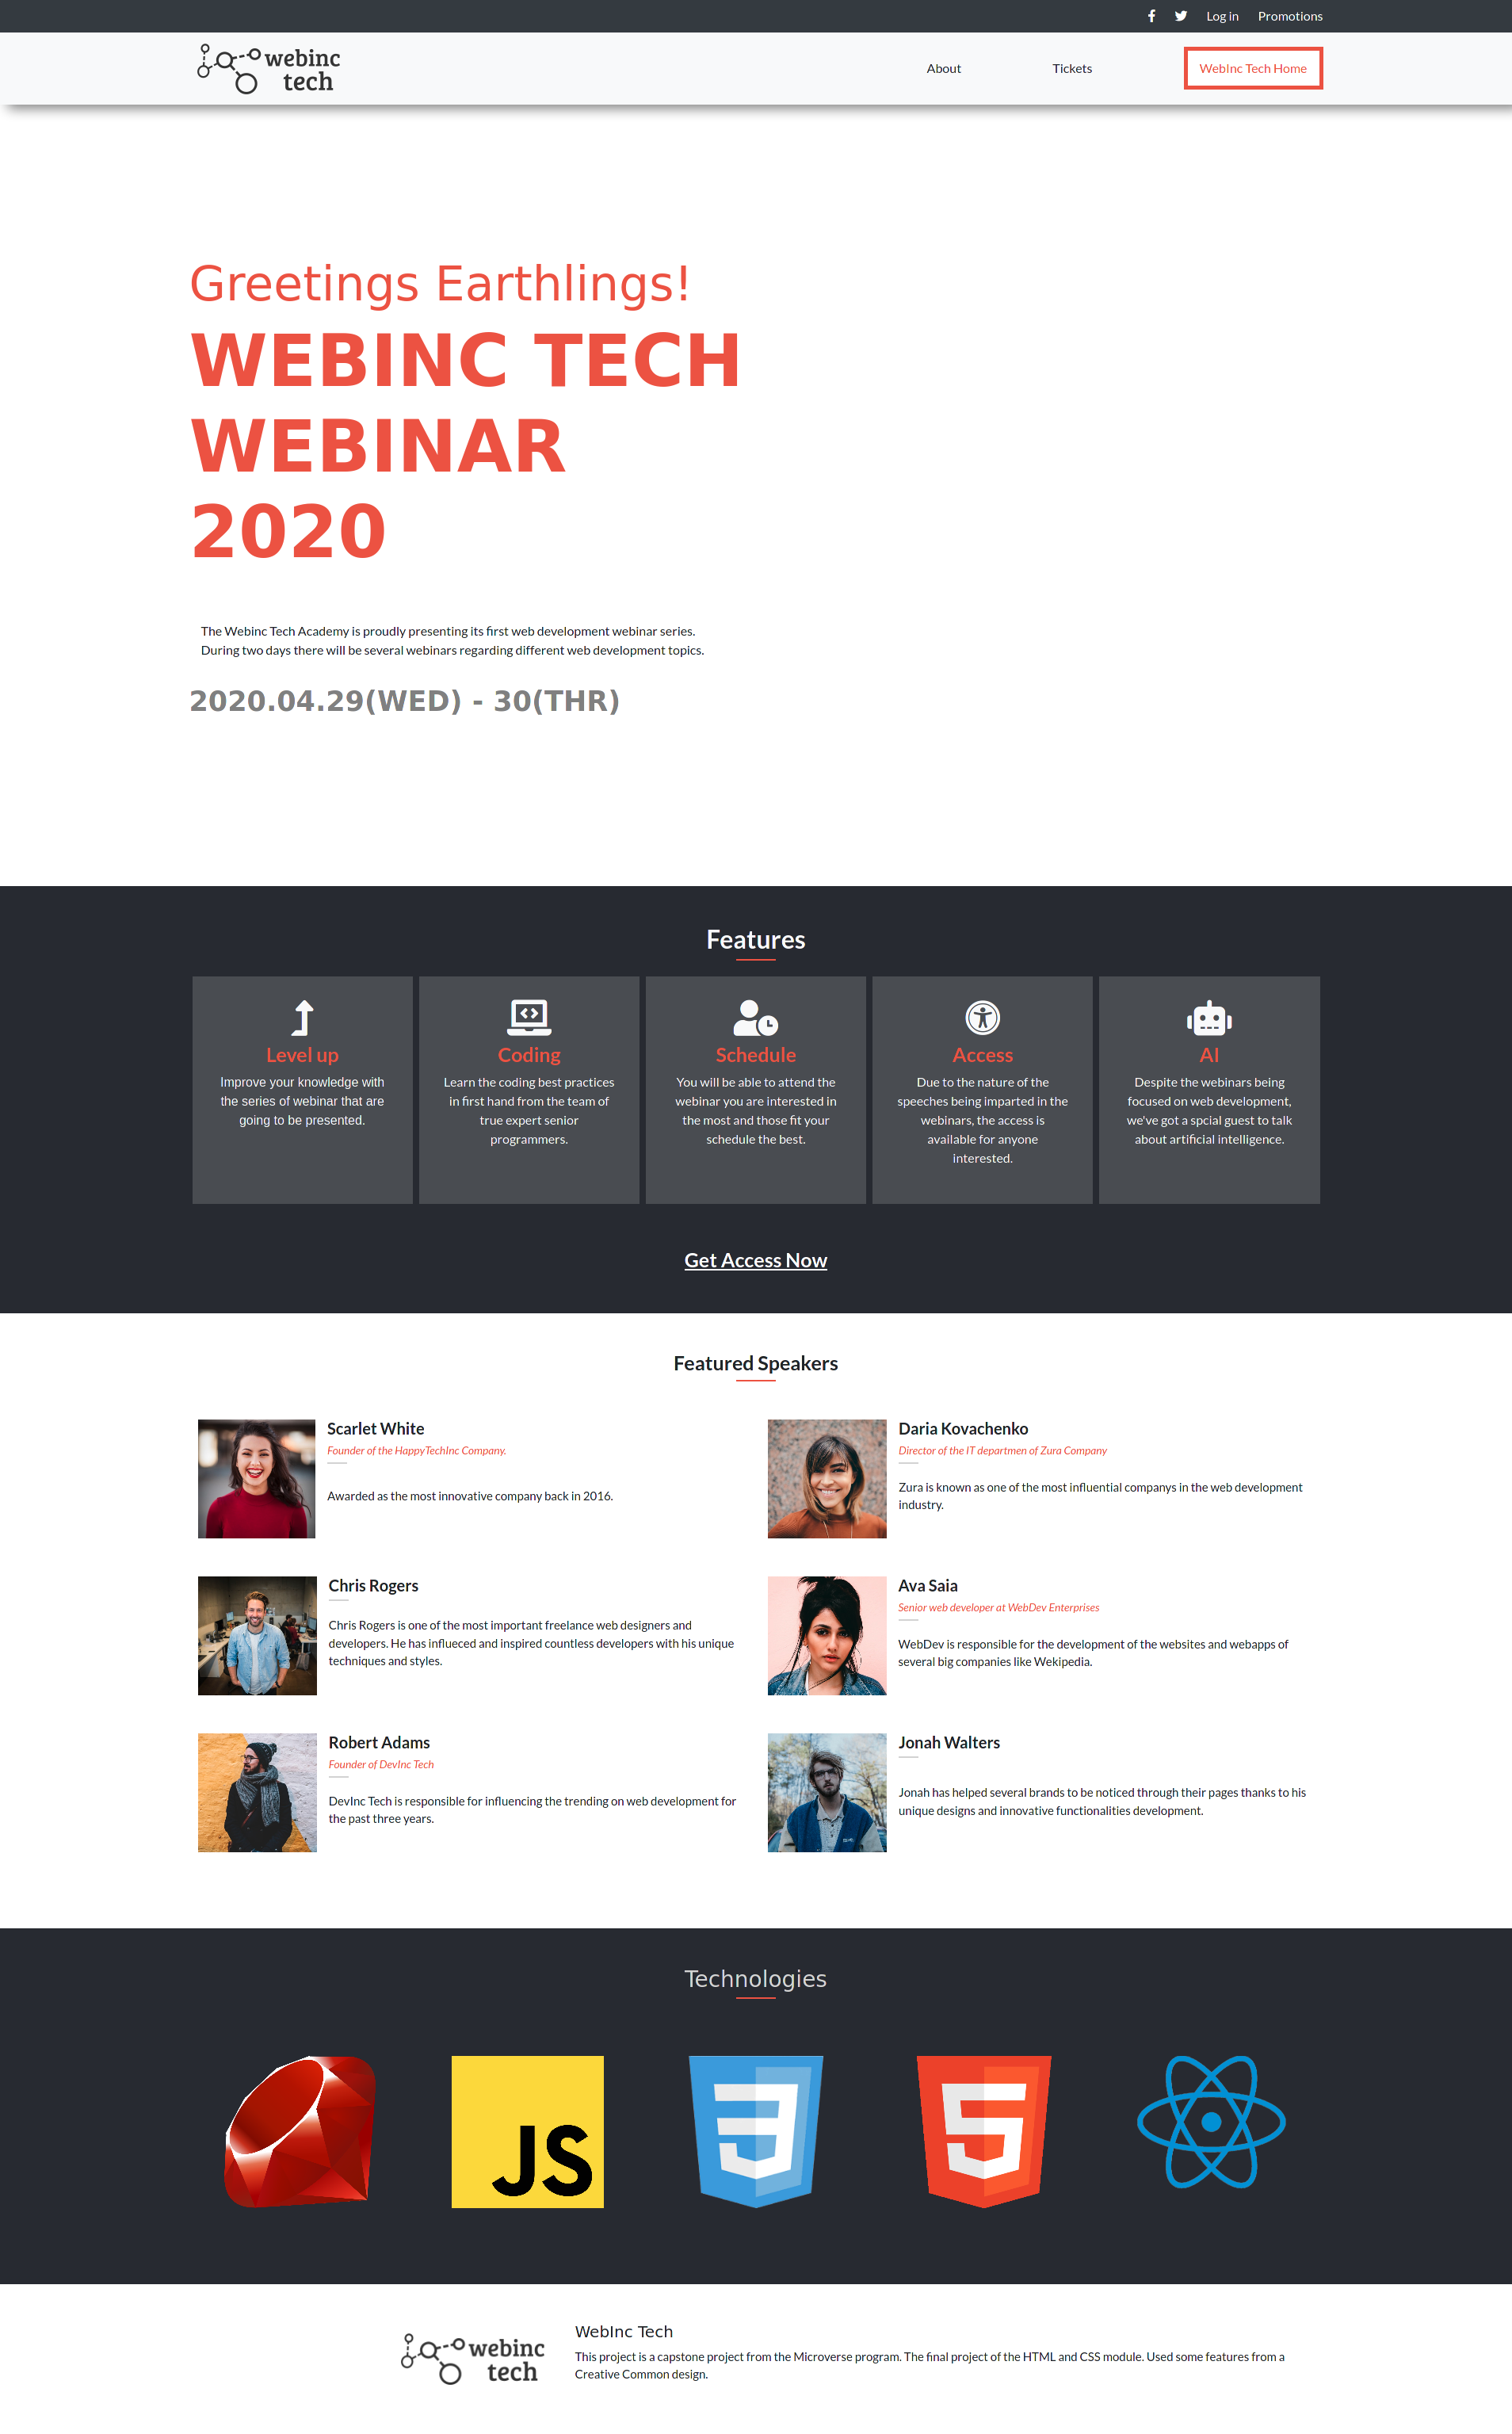 Log in Promotions
webinc
tech
About Tickets WebInc Tech Home
Greetings Earthlings!
WEBINC TECH
WEBINAR
2020
The Webinc Tech Academy is proudly presenting its first web development webinar series.
During two days there will be several webinars regarding different web development topics.
2020.04.29(WED) - 30(THR)
Features
Level up
Improve your knowledge with
the series of webinar that are
going to be presented.
Coding
Learn the coding best practices
in first hand from the team of
true expert senior
programmers.
Schedule
You will be able to attend the
webinar you are interested in
the most and those fit your
schedule the best.
Access
Due to the nature of the
speeches being imparted in the
webinars, the access is
available for anyone
interested.
AI
Despite the webinars being
focused on web development,
we've got a spcial guest to talk
about artificial intelligence.
Get Access Now
Featured Speakers
Scarlet White
Founder of the HappyTechInc Company.
Awarded as the most innovative company back in 2016.
Daria Kovachenko
Director of the IT departmen of Zura Company
Zura is known as one of the most influential companys in the web development
industry.
Chris Rogers
Chris Rogers is one of the most important freelance web designers and
developers. He has influeced and inspired countless developers with his unique
techniques and styles.
Ava Saia
Senior web developer at WebDev Enterprises
WebDev is responsible for the development of the websites and webapps of
several big companies like Wekipedia.
Robert Adams
Founder of DevInc Tech
DevInc Tech is responsible for influencing the trending on web development for
the past three years.
Jonah Walters
Jonah has helped several brands to be noticed through their pages thanks to his
unique designs and innovative functionalities development.
Technologies
JS
3
5
webinc
tech
WebInc Tech
This project is a capstone project from the Microverse program. The final project of the HTML and CSS module. Used some features from a
Creative Common design.